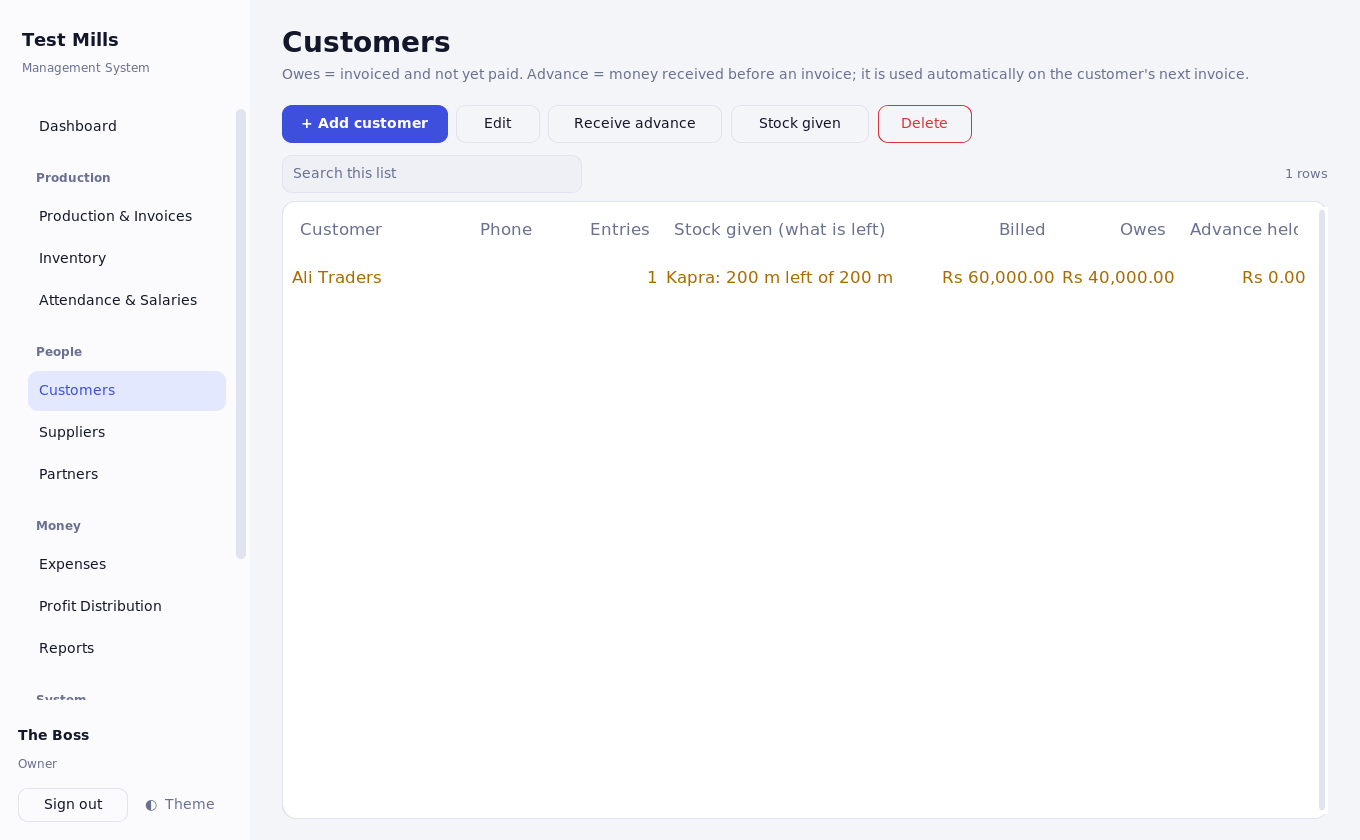 Test Mills
Management System
Dashboard
Production
Production & Invoices
Inventory
Attendance & Salaries
People
Customers
Suppliers
Partners
Money
Expenses
Profit Distribution
Reports
System
The Boss
Owner
Sign out
◐ Theme
Customers
Owes = invoiced and not yet paid. Advance = money received before an invoice; it is used automatically on the customer's next invoice.
+ Add customer Edit Receive advance Stock given Delete
Search this list 1 rows
Customer Phone Entries Stock given (what is left) Billed Owes Advance held
Ali Traders 1 Kapra: 200 m left of 200 m Rs 60,000.00 Rs 40,000.00 Rs 0.00